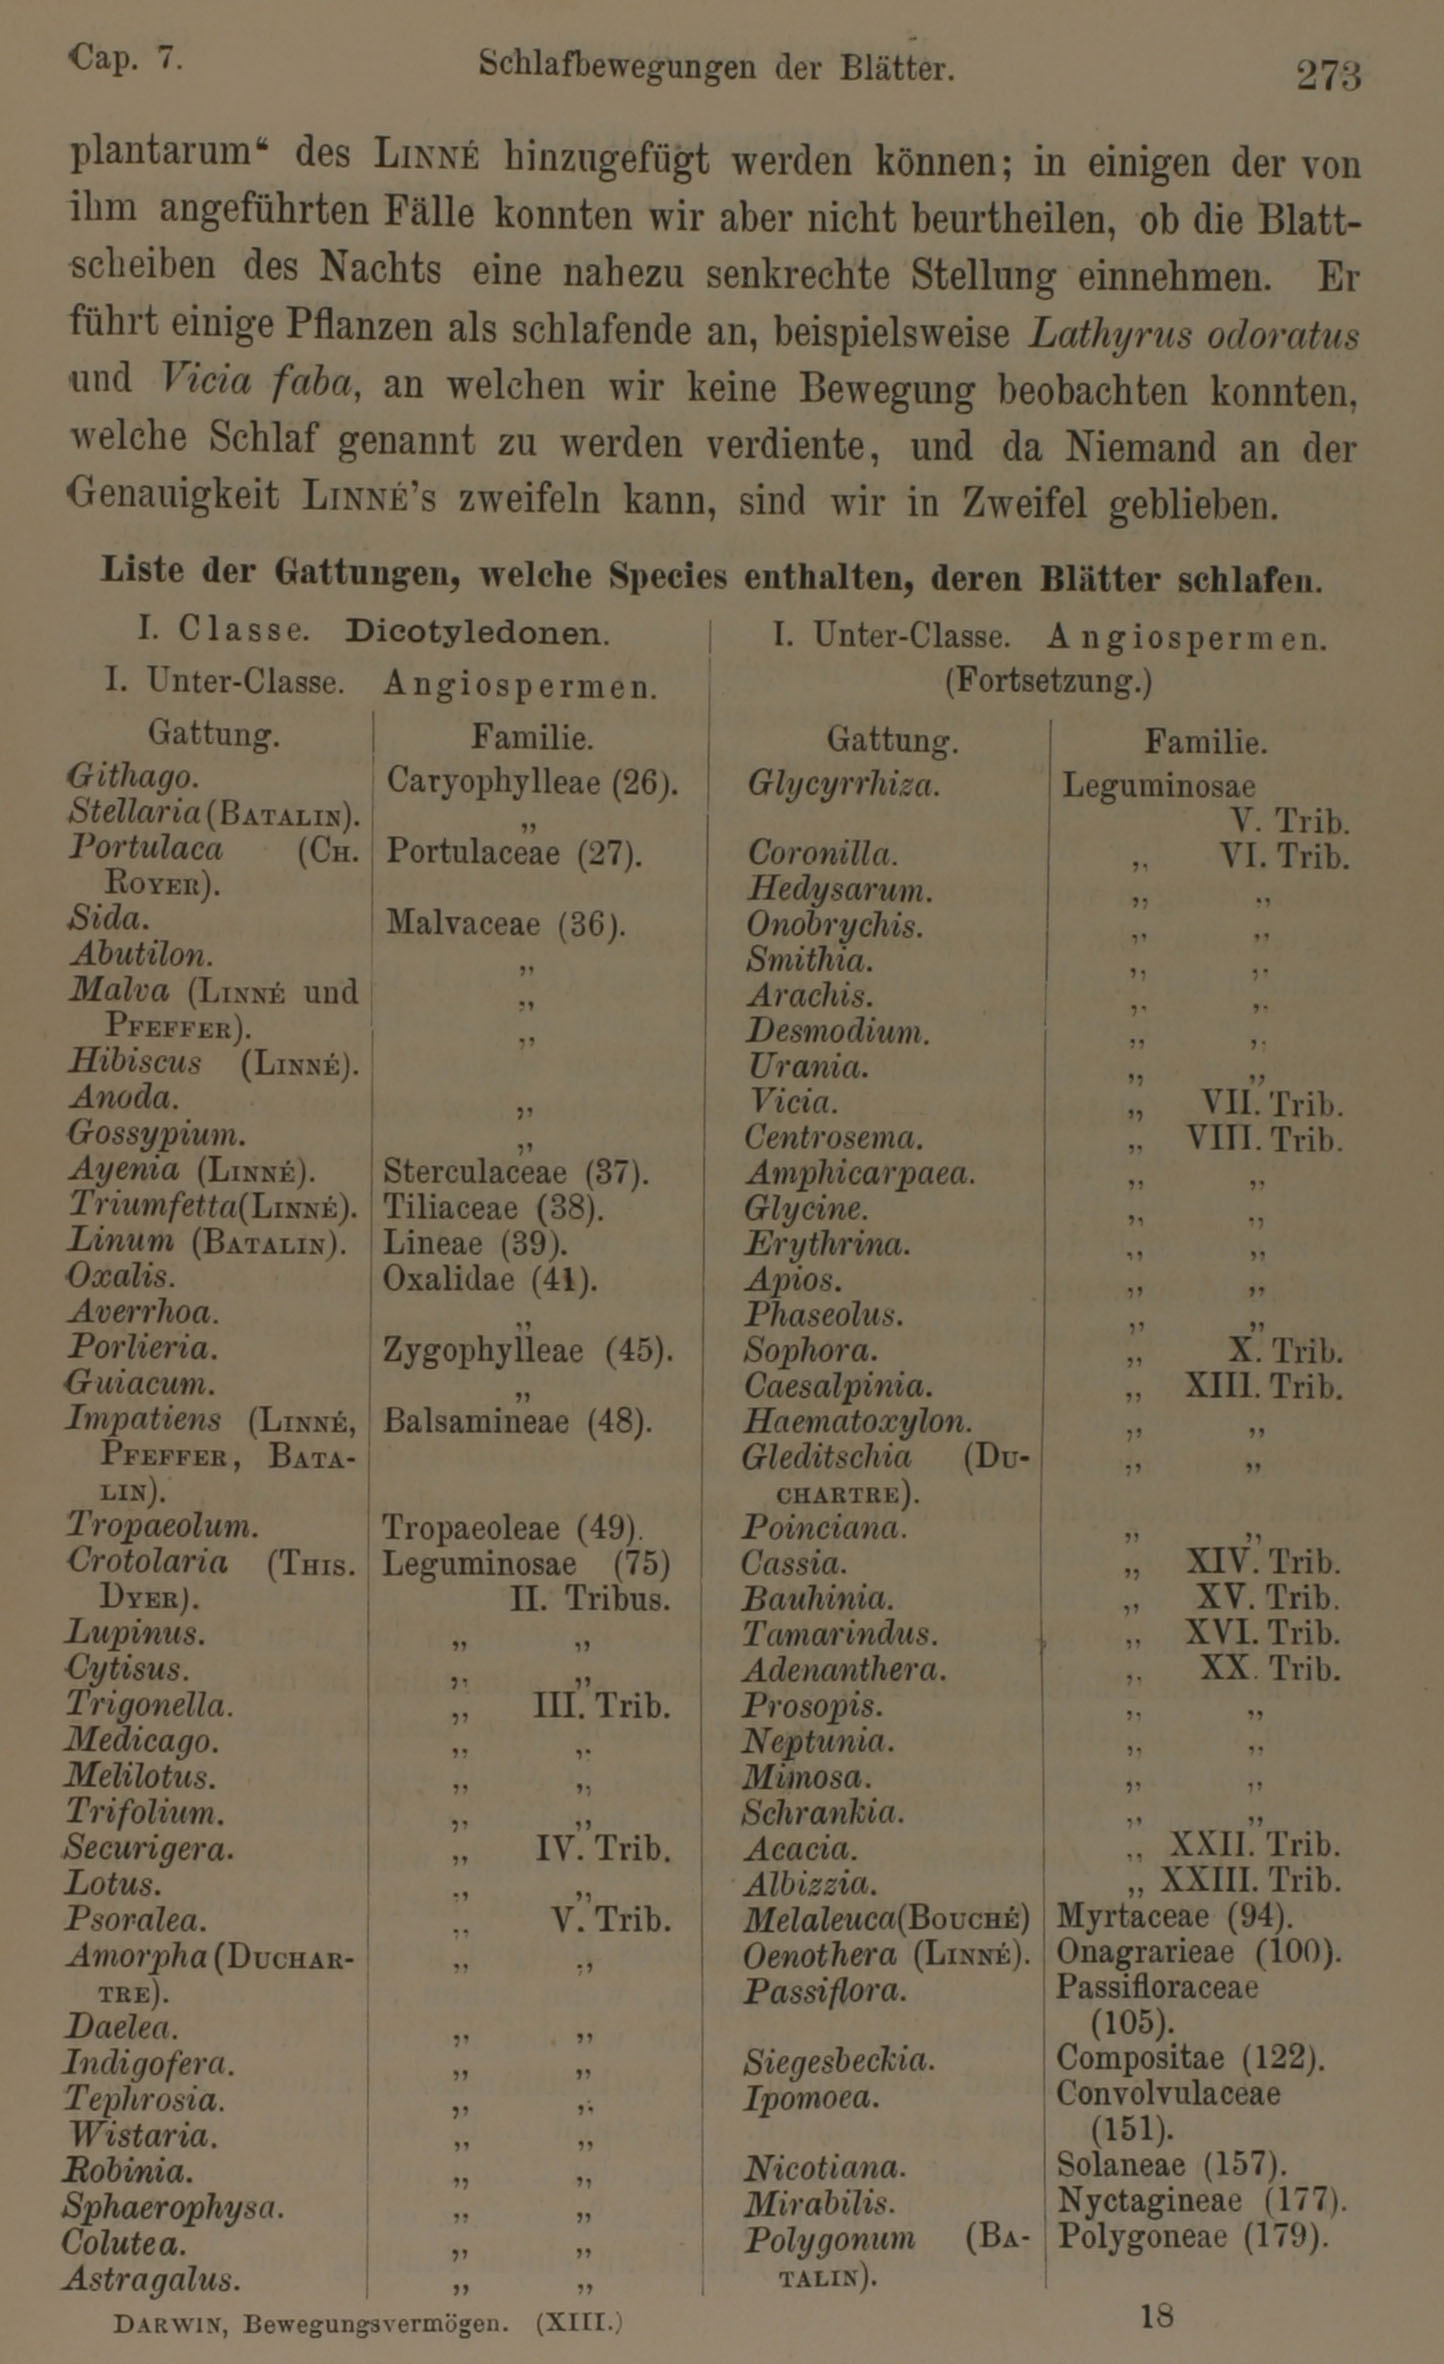 Cap. 7. Schlafbewegungen der Blätter. 273
plantarum“ des LINNÉ hinzugefügt werden können; in einigen der von
ihm angeführten Fälle konnten wir aber nicht beurtheilen, ob die Blatt-
scheiben des Nachts eine nahezu senkrechte Stellung einnehmen. Er
führt einige Pflanzen als schlafende an, beispielsweise Lathyrus odoratus
und Vicia faba, an welchen wir keine Bewegung beobachten konnten,
welche Schlaf genannt zu werden verdiente, und da Niemand an der
Genauigkeit LINNÉ’S zweifeln kann, sind wir in Zweifel geblieben.
Liste der Gattungen, welche Species enthalten, deren Blätter schlafen.
I. Classe. Dicotyledonen.
I. Unter-Classe. Angiospermen.
Gattung. Familie.
Githago. Caryophylleae (26).
Stellaria (BATALIN). „
Portulaca (CH. Portulaceae (27).
ROYER).
Sida. Malvaceae (36).
Abutilon. „
Malva (LINNÉ und „
PFEFFER). „
Hibiscus (LINNÉ).
Anoda. „
Gossypium. „
Ayenia (LINNÉ). Sterculaceae (37).
Triumfetta(LINNÉ). Tiliaceae (38).
Linum (BATALIN). Lineae (39).
Oxalis. Oxalidae (41).
Averrhoa. „
Porlieria. Zygophylleae (45).
Guiacum. „
Impatiens (LINNÉ, Balsamineae (48).
PFEFFER, BATA-
LIN).
Tropaeolum. Tropaeoleae (49).
Crotolaria (THIS. Leguminosae (75)
DYER). II. Tribus.
Lupinus. „ „
Cytisus. „ „
Trigonella. „ III. Trib.
Medicago. „ „
Melilotus. „ „
Trifolium. „ „
Securigera. „ IV. Trib.
Lotus. „ „
Psoralea. „ V. Trib.
Amorpha (DUCHAR- „ „
TRE).
Daelea. „ „
Indigofera. „ „
Tephrosia. „ „
Wistaria. „ „
Robinia. „ „
Sphaerophysa. „ „
Colutea. „ „
Astragalus. „ „
I. Unter-Classe. Angiospermen.
(Fortsetzung.)
Gattung. Familie.
Glycyrrhiza. Leguminosae
V. Trib.
Coronilla. „ VI. Trib.
Hedysarum. „ „
Onobrychis. „ „
Smithia. „ „
Arachis. „ „
Desmodium. „ „
Urania. „ „
Vicia. „ VII. Trib.
Centrosema. „ VIII. Trib.
Amphicarpaea. „ „
Glycine. „ „
Erythrina. „ „
Apios. „ „
Phaseolus. „ „
Sophora. „ X. Trib.
Caesalpinia. „ XIII. Trib.
Haematoxylon. „ „
Gleditschia (DU- „ „
CHARTRE).
Poinciana. „ „
Cassia. „ XIV. Trib.
Bauhinia. „ XV. Trib.
Tamarindus. „ XVI. Trib.
Adenanthera. „ XX. Trib.
Prosopis. „ „
Neptunia. „ „
Mimosa. „ „
Schrankia. „ „
Acacia. „ XXII. Trib.
Albizzia. „ XXIII. Trib.
Melaleuca(BOUCHÉ) Myrtaceae (94).
Oenothera (LINNÉ). Onagrarieae (100).
Passiflora. Passifloraceae
(105).
Siegesbeckia. Compositae (122).
Ipomoea. Convolvulaceae
(151).
Nicotiana. Solaneae (157).
Mirabilis. Nyctagineae (177).
Polygonum (BA- Polygoneae (179).
TALIN).
DARWIN, Bewegungsvermögen. (XIII.) 18